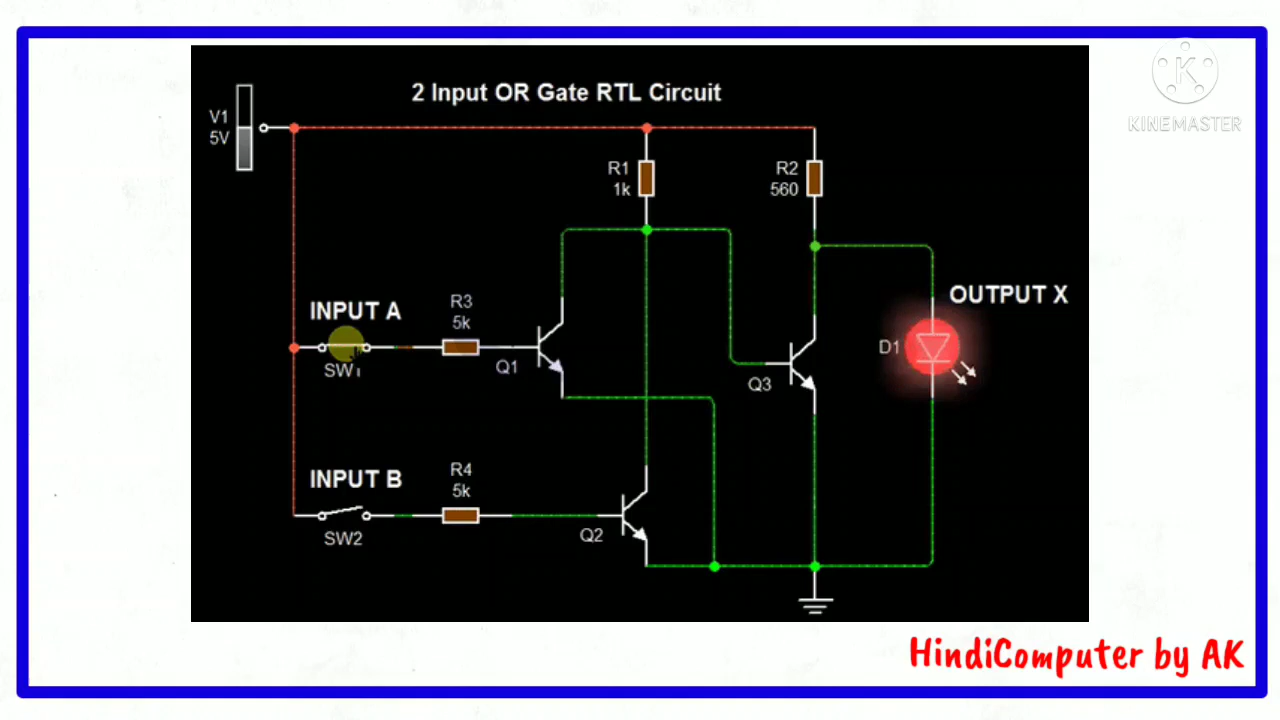 2 Input OR Gate RTL Circuit
V1
5V
R1
1k
R2
560
INPUT A
R3
5k
SW1
Q1
OUTPUT X
D1
Q3
INPUT B
R4
5k
SW2
Q2
K
KINEMASTER
HindiComputer by AK